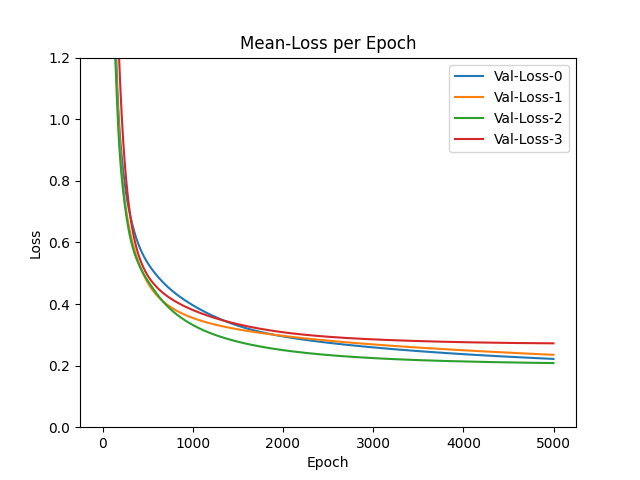 Mean-Loss per Epoch
Val-Loss-0
Val-Loss-1
Val-Loss-2
Val-Loss-3
Loss
1.2
1.0
0.8
0.6
0.4
0.2
0.0
0 1000 2000 3000 4000 5000
Epoch